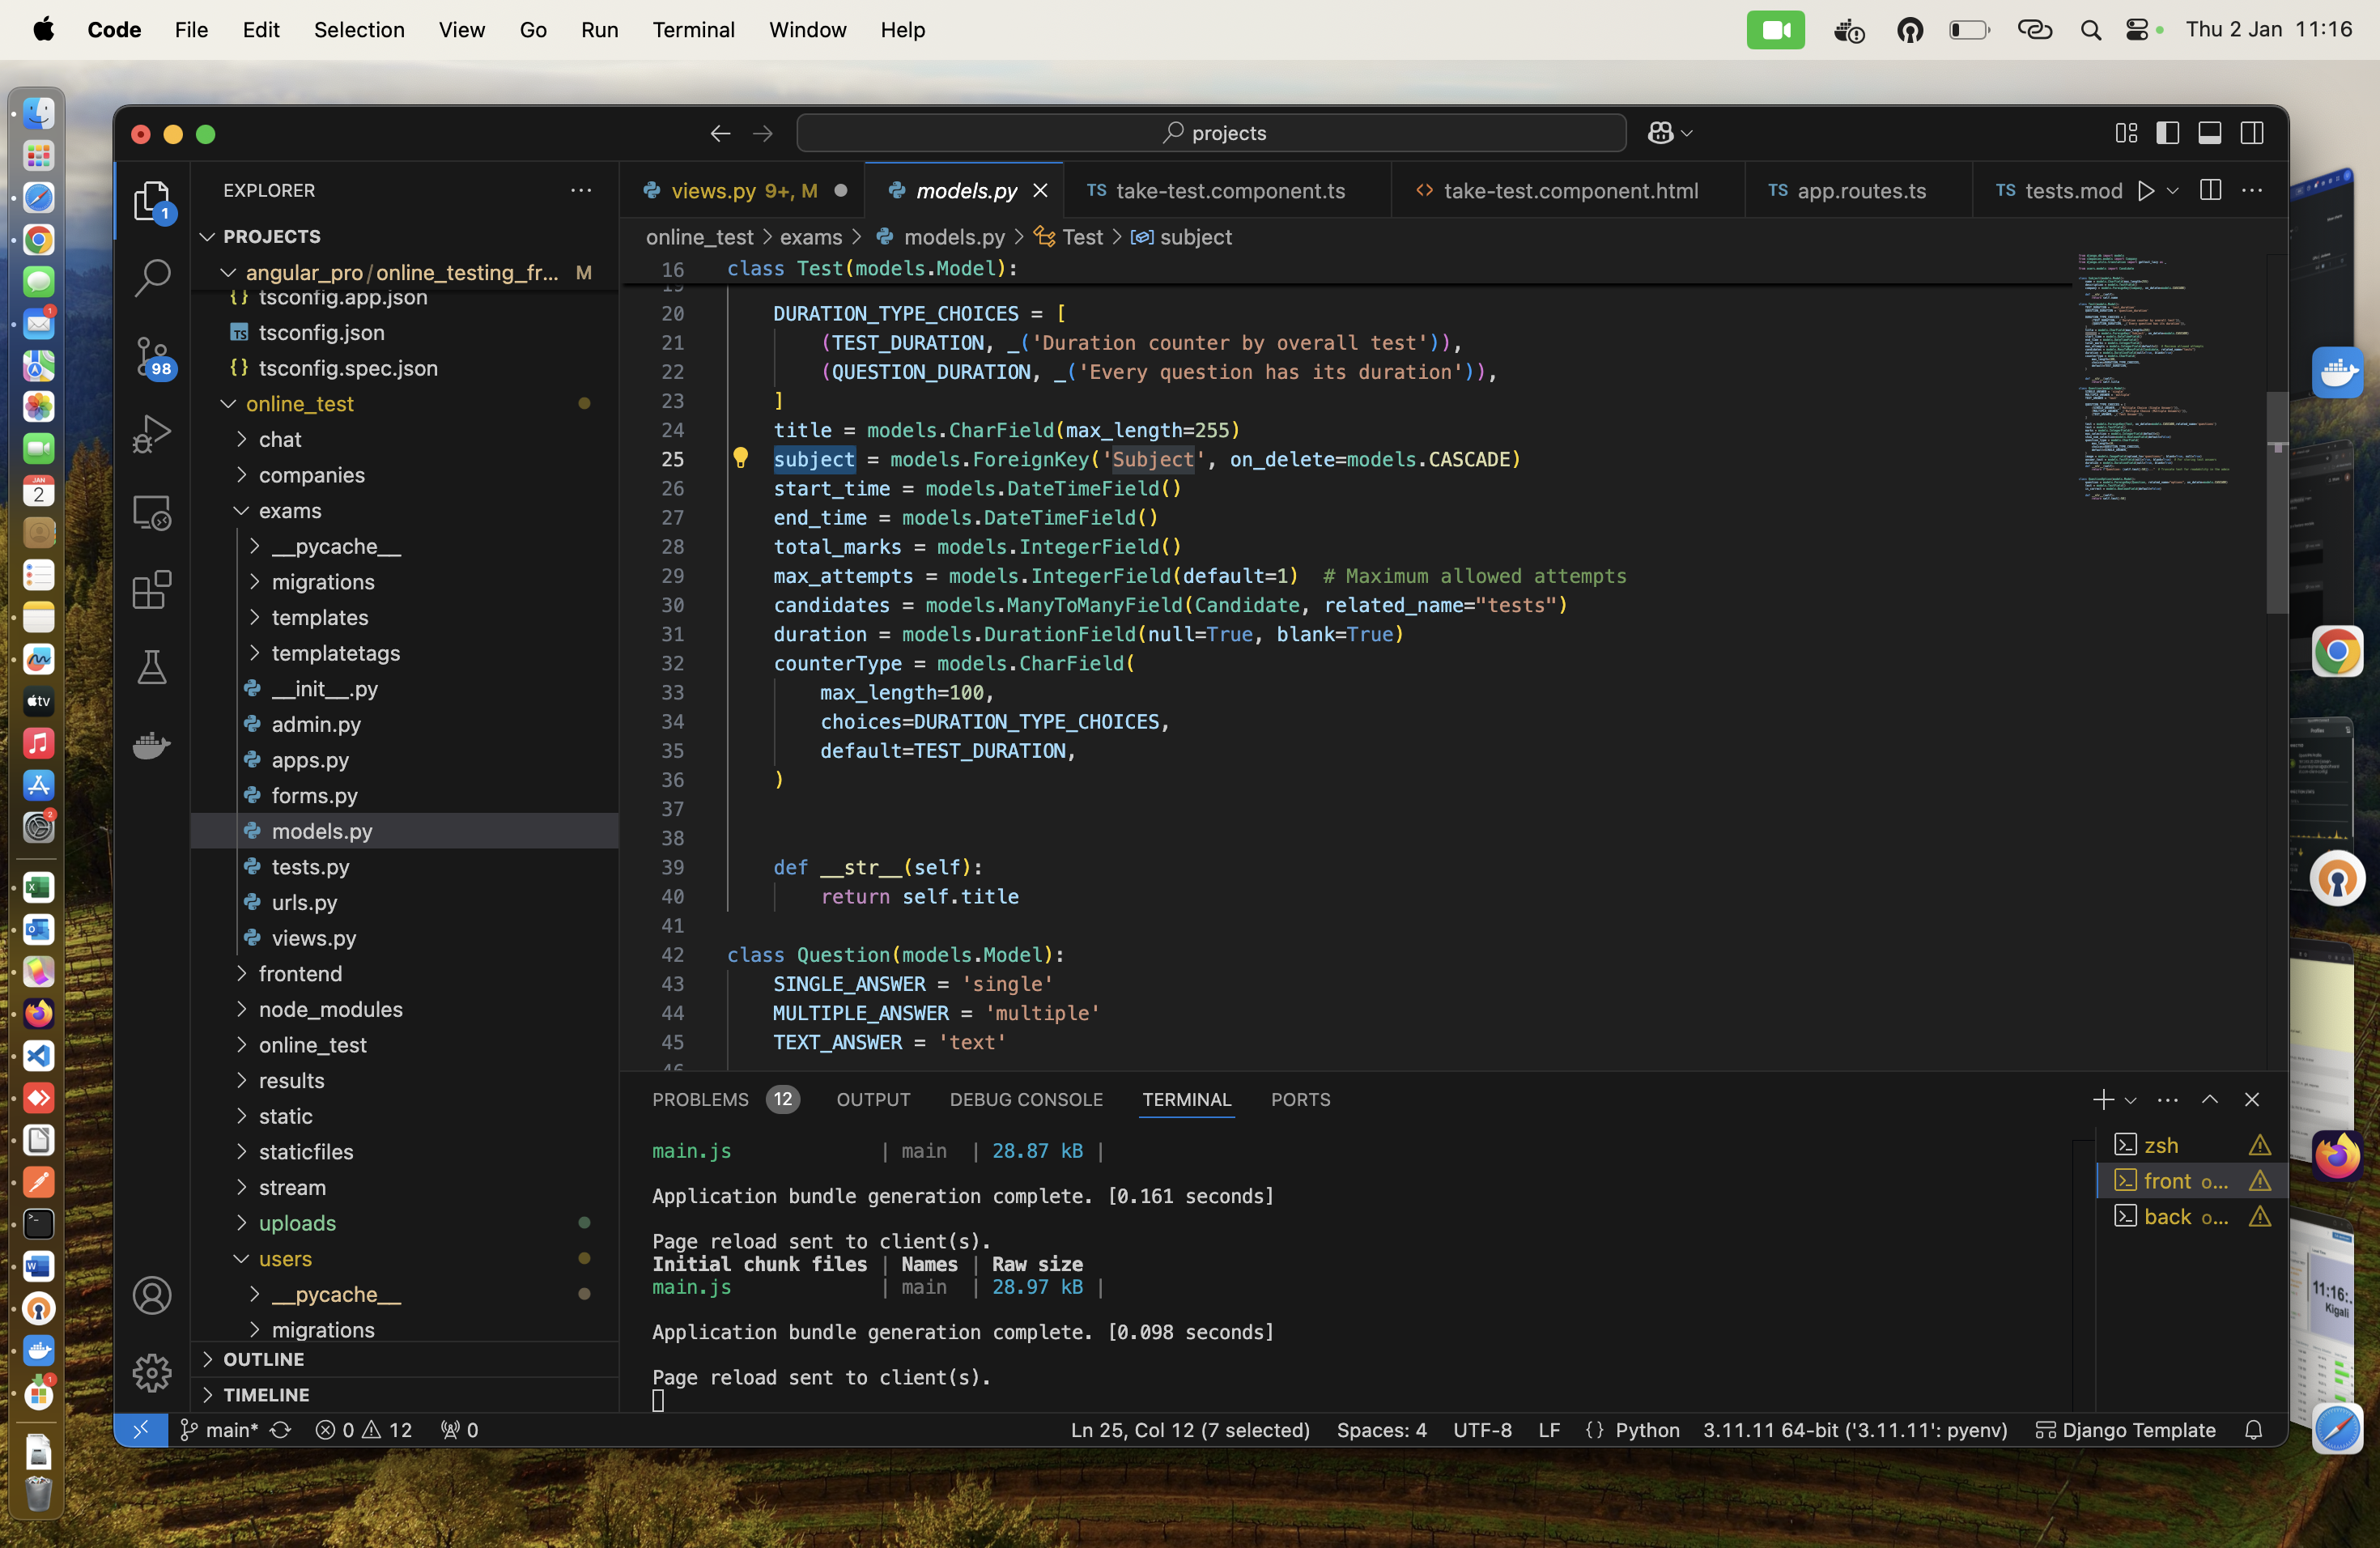 Code File Edit Selection View Go Run Terminal Window Help Thu 2 Jan 11:16
projects
EXPLORER
PROJECTS
angular_pro/online_testing_fr... M
tsconfig.app.json
TS tsconfig.json
tsconfig.spec.json
online_test
chat
companies
exams
__pycache__
migrations
templates
templatetags
__init__.py
admin.py
apps.py
forms.py
models.py
tests.py
urls.py
views.py
frontend
node_modules
online_test
results
static
staticfiles
stream
uploads
users
__pycache__
migrations
OUTLINE
TIMELINE
1
98
views.py 9+, M models.py TS take-test.component.ts <> take-test.component.html TS app.routes.ts TS tests.mod
online_test > exams > models.py > Test > subject
16 class Test(models.Model):
19
20 DURATION_TYPE_CHOICES = [
21 (TEST_DURATION, _('Duration counter by overall test')),
22 (QUESTION_DURATION, _('Every question has its duration')),
23 ]
24 title = models.CharField(max_length=255)
25 subject = models.ForeignKey('Subject', on_delete=models.CASCADE)
26 start_time = models.DateTimeField()
27 end_time = models.DateTimeField()
28 total_marks = models.IntegerField()
29 max_attempts = models.IntegerField(default=1) # Maximum allowed attempts
30 candidates = models.ManyToManyField(Candidate, related_name="tests")
31 duration = models.DurationField(null=True, blank=True)
32 counterType = models.CharField(
33 max_length=100,
34 choices=DURATION_TYPE_CHOICES,
35 default=TEST_DURATION,
36 )
37
38
39 def __str__(self):
40 return self.title
41
42 class Question(models.Model):
43 SINGLE_ANSWER = 'single'
44 MULTIPLE_ANSWER = 'multiple'
45 TEXT_ANSWER = 'text'
46
PROBLEMS 12 OUTPUT DEBUG CONSOLE TERMINAL PORTS
main.js | main | 28.87 kB |
Application bundle generation complete. [0.161 seconds]
Page reload sent to client(s).
Initial chunk files | Names | Raw size
main.js | main | 28.97 kB |
Application bundle generation complete. [0.098 seconds]
Page reload sent to client(s).
zsh
front o...
back o...
main* 0 12 0 Ln 25, Col 12 (7 selected) Spaces: 4 UTF-8 LF {} Python 3.11.11 64-bit ('3.11.11': pyenv) Django Template
JAN
2
tv
11:16:
Kigali